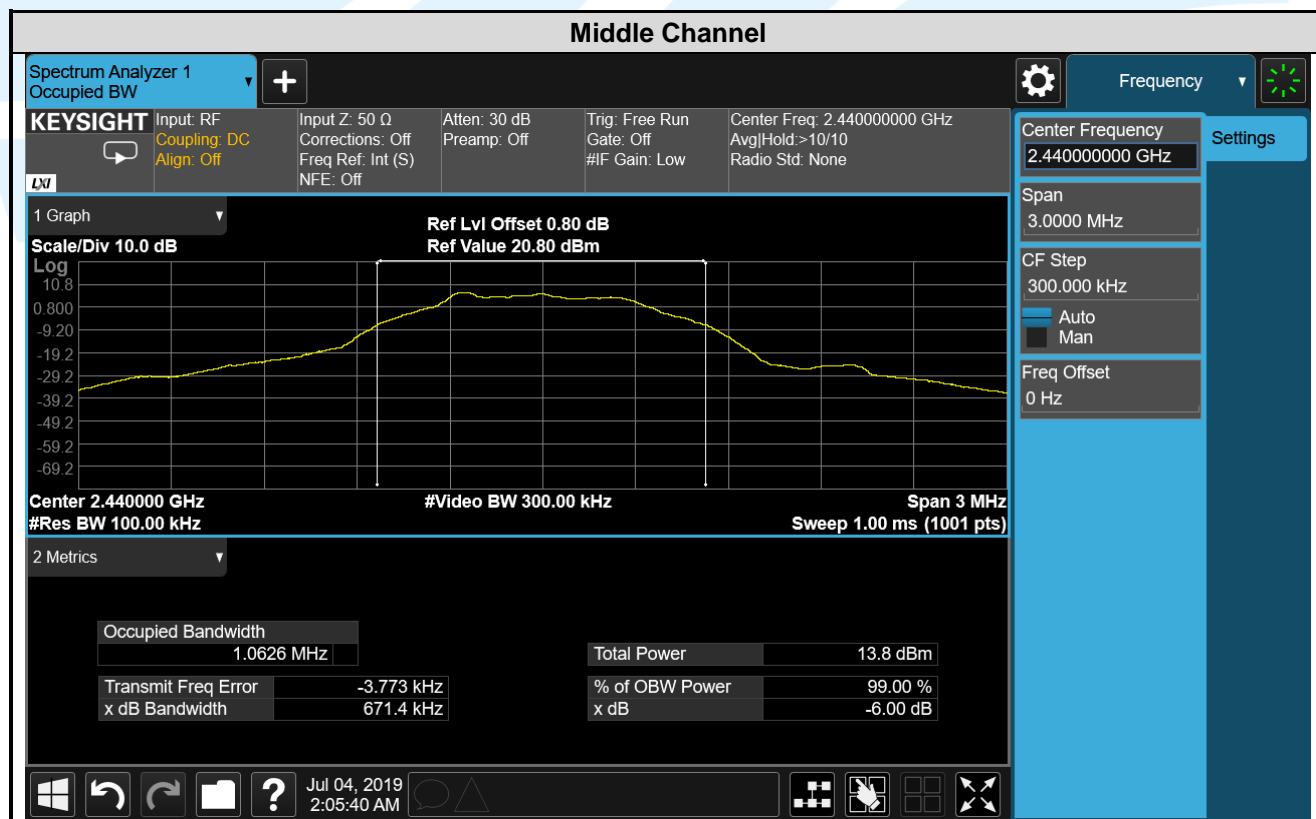 Middle Channel
Spectrum Analyzer 1
Occupied BW
Frequency
KEYSIGHT
LXI
Input: RF
Coupling: DC
Align: Off
Input Z: 50 Ω
Corrections: Off
Freq Ref: Int (S)
NFE: Off
Atten: 30 dB
Preamp: Off
Trig: Free Run
Gate: Off
#IF Gain: Low
Center Freq: 2.440000000 GHz
Avg|Hold:>10/10
Radio Std: None
Center Frequency
2.440000000 GHz
Settings
Span
3.0000 MHz
CF Step
300.000 kHz
Auto
Man
Freq Offset
0 Hz
1 Graph
Scale/Div 10.0 dB
Ref Lvl Offset 0.80 dB
Ref Value 20.80 dBm
Log
10.8
0.800
-9.20
-19.2
-29.2
-39.2
-49.2
-59.2
-69.2
Center 2.440000 GHz
#Video BW 300.00 kHz
Span 3 MHz
#Res BW 100.00 kHz
Sweep 1.00 ms (1001 pts)
2 Metrics
Occupied Bandwidth
1.0626 MHz
Total Power 13.8 dBm
Transmit Freq Error -3.773 kHz
% of OBW Power 99.00 %
x dB Bandwidth 671.4 kHz
x dB -6.00 dB
?
Jul 04, 2019
2:05:40 AM